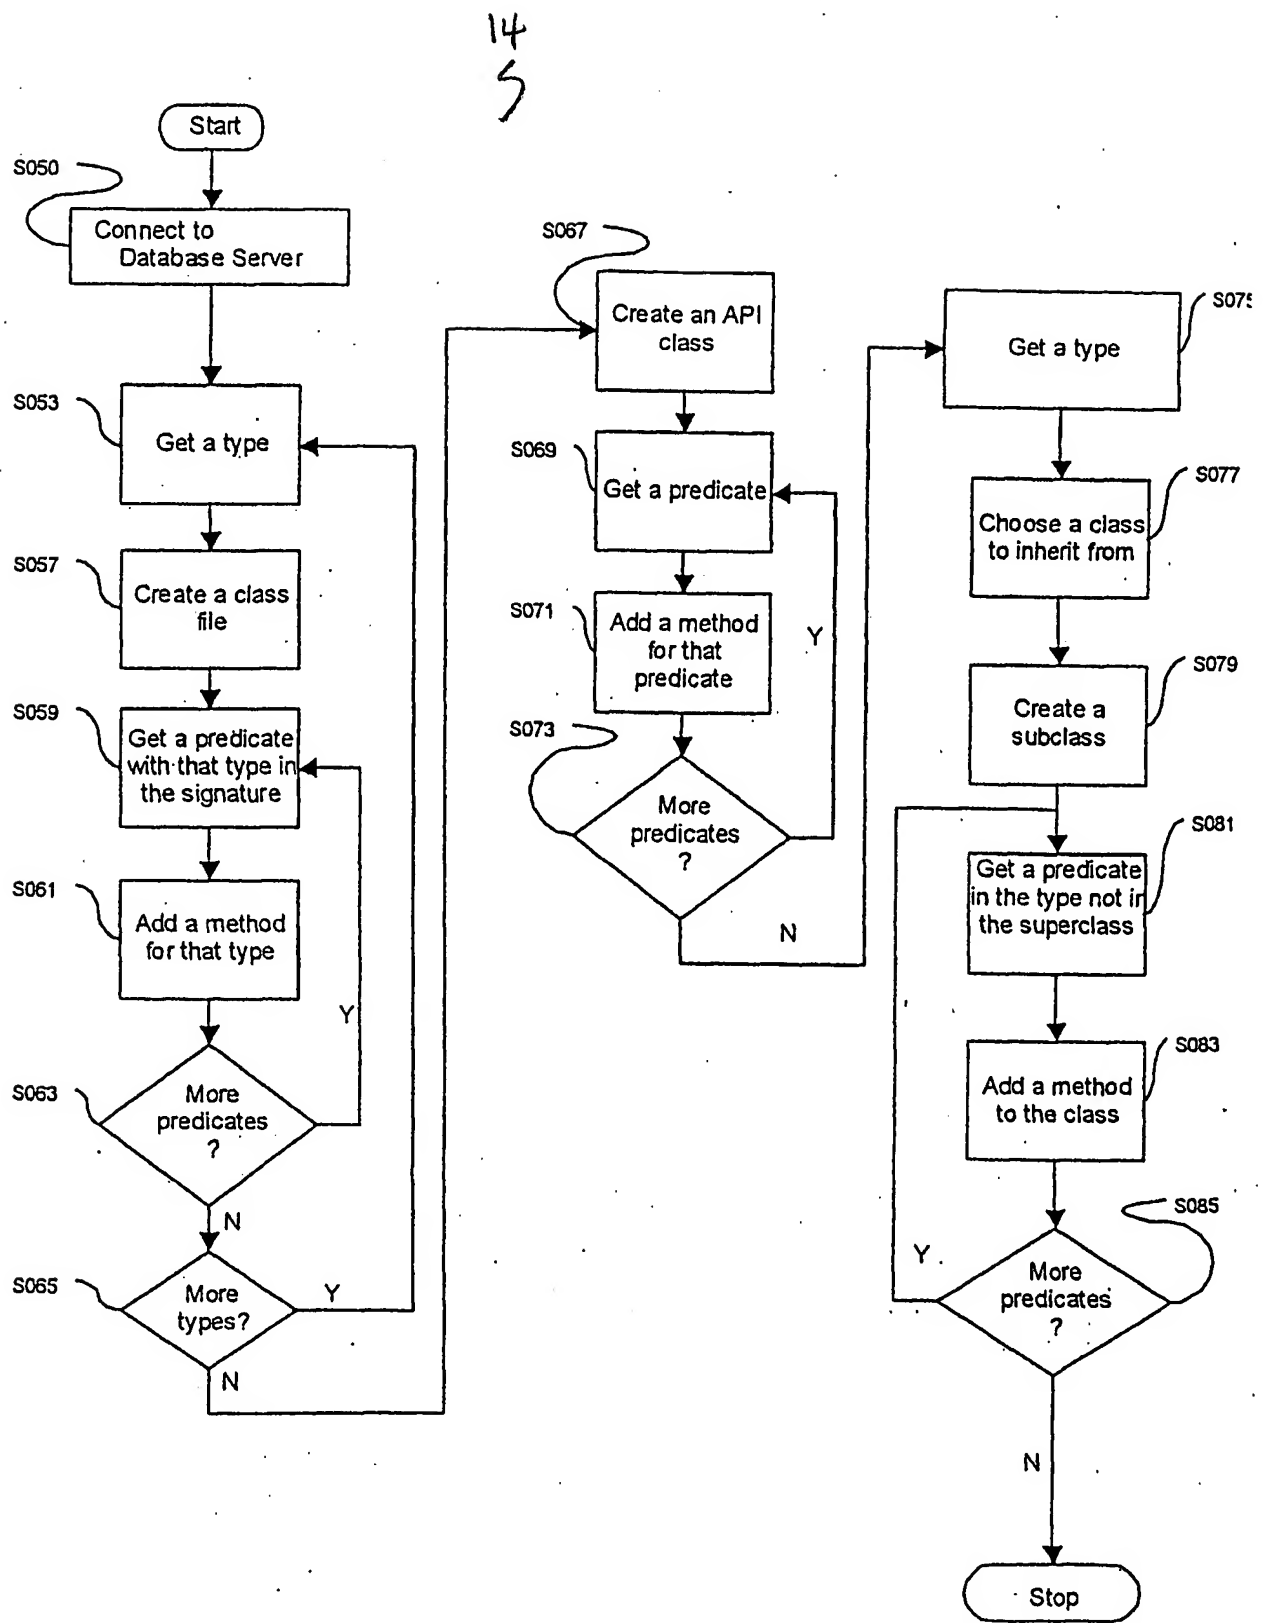 14
5
Start
S050
Connect to
Database Server
S053
Get a type
S057
Create a class
file
S059
Get a predicate
with that type in
the signature
S061
Add a method
for that type
Y
S063
More
predicates
?
N
S065
More
types?
Y
N
S067
Create an API
class
S069
Get a predicate
S071
Add a method
for that
predicate
Y
S073
More
predicates
?
N
S075
Get a type
S077
Choose a class
to inherit from
S079
Create a
subclass
S081
Get a predicate
in the type not in
the superclass
S083
Add a method
to the class
S085
Y
More
predicates
?
N
Stop